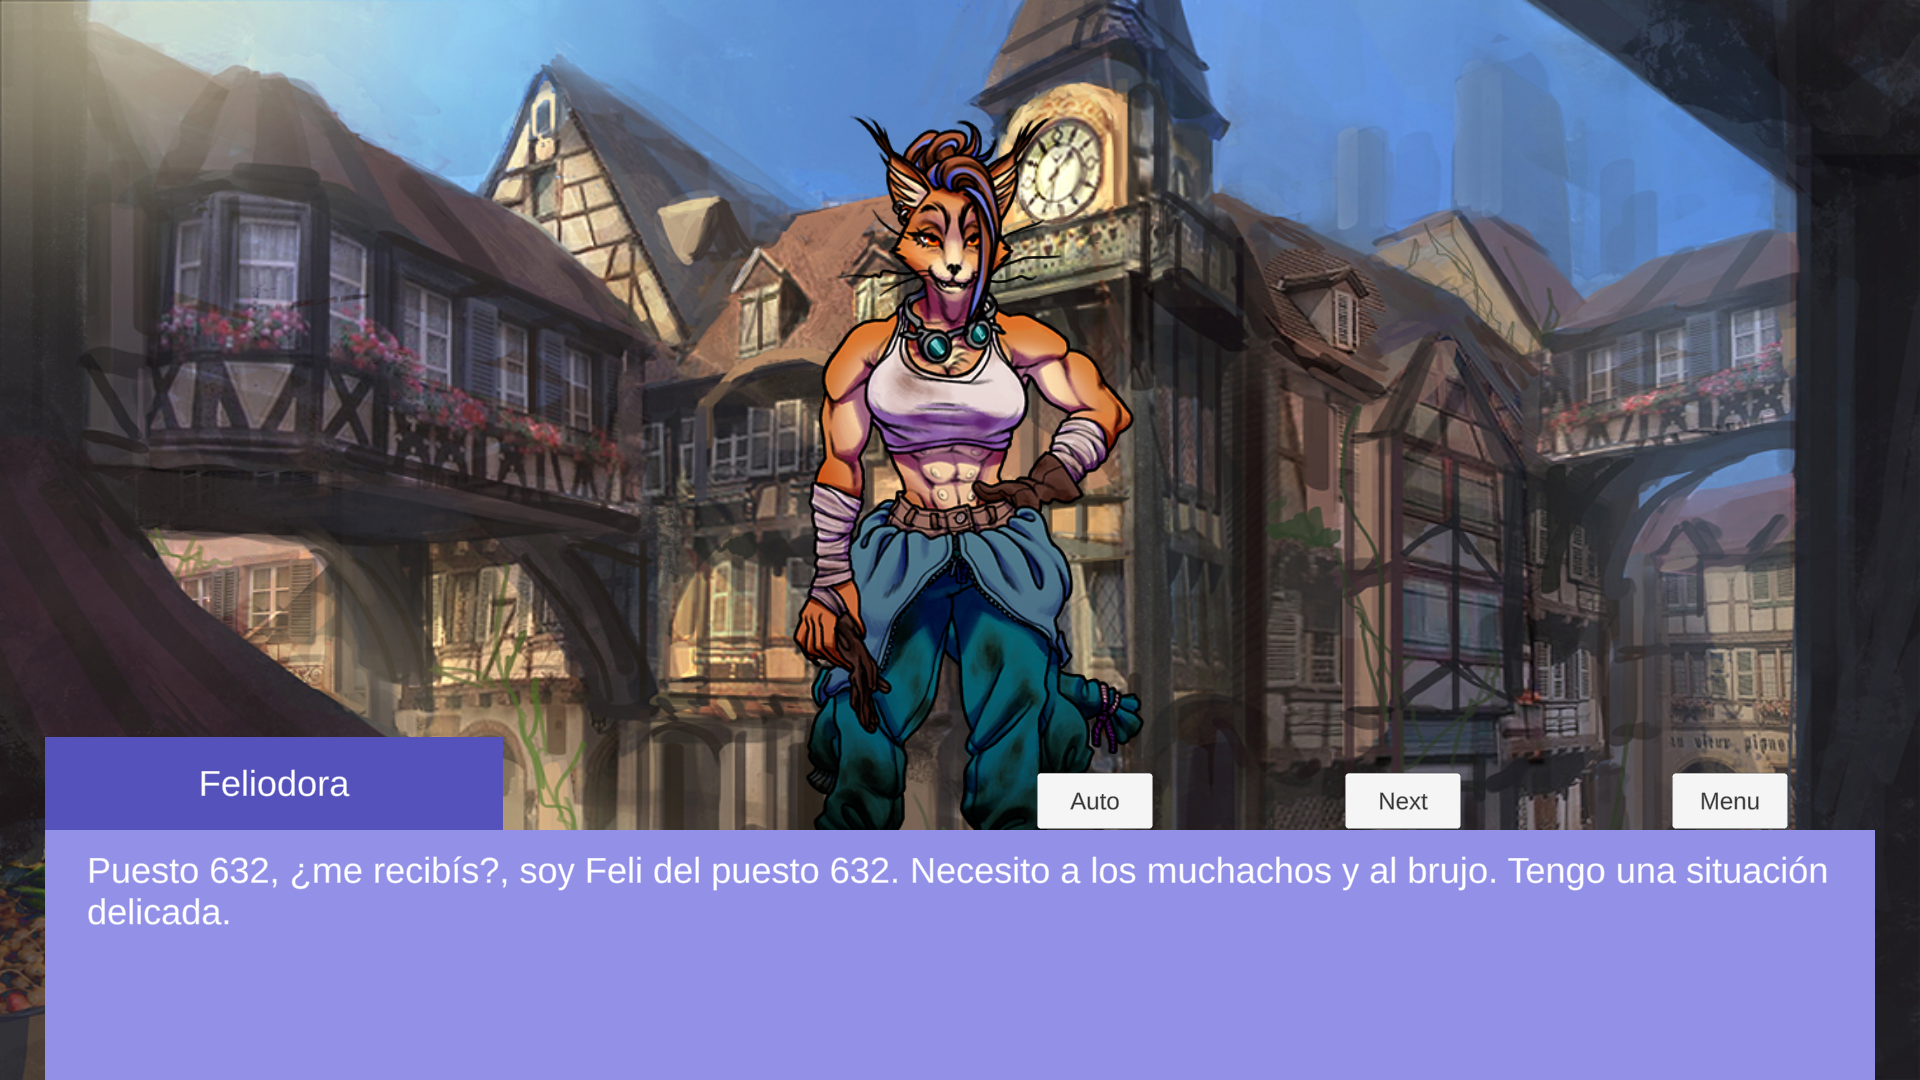 Feliodora
Auto
Next
Menu
Puesto 632, ¿me recibís?, soy Feli del puesto 632. Necesito a los muchachos y al brujo. Tengo una situación
delicada.